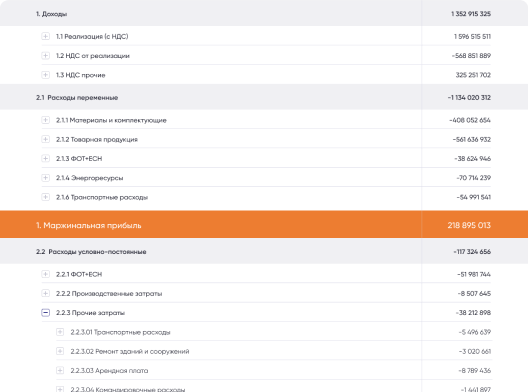 1. Доходы 1 352 915 325
1.1 Реализация (с НДС) 1 596 515 511
1.2 НДС от реализации -568 851 889
1.3 НДС прочие 325 251 702
2.1 Расходы переменные -1 134 020 312
2.1.1 Материалы и комплектующие -408 052 654
2.1.2 Товарная продукция -561 636 932
2.1.3 ФОТ+ЕСН -38 624 946
2.1.4 Энергоресурсы -70 714 239
2.1.6 Транспортные расходы -54 991 541
1. Маржинальная прибыль 218 895 013
2.2 Расходы условно-постоянные -117 324 656
2.2.1 ФОТ+ЕСН -51 981 744
2.2.2 Производственные затраты -8 507 645
2.2.3 Прочие затраты -38 212 898
2.2.3.01 Транспортные расходы -5 496 639
2.2.3.02 Ремонт зданий и сооружений -3 020 661
2.2.3.03 Арендная плата -8 789 436
2.2.3.04 Командировочные расходы -1 441 897